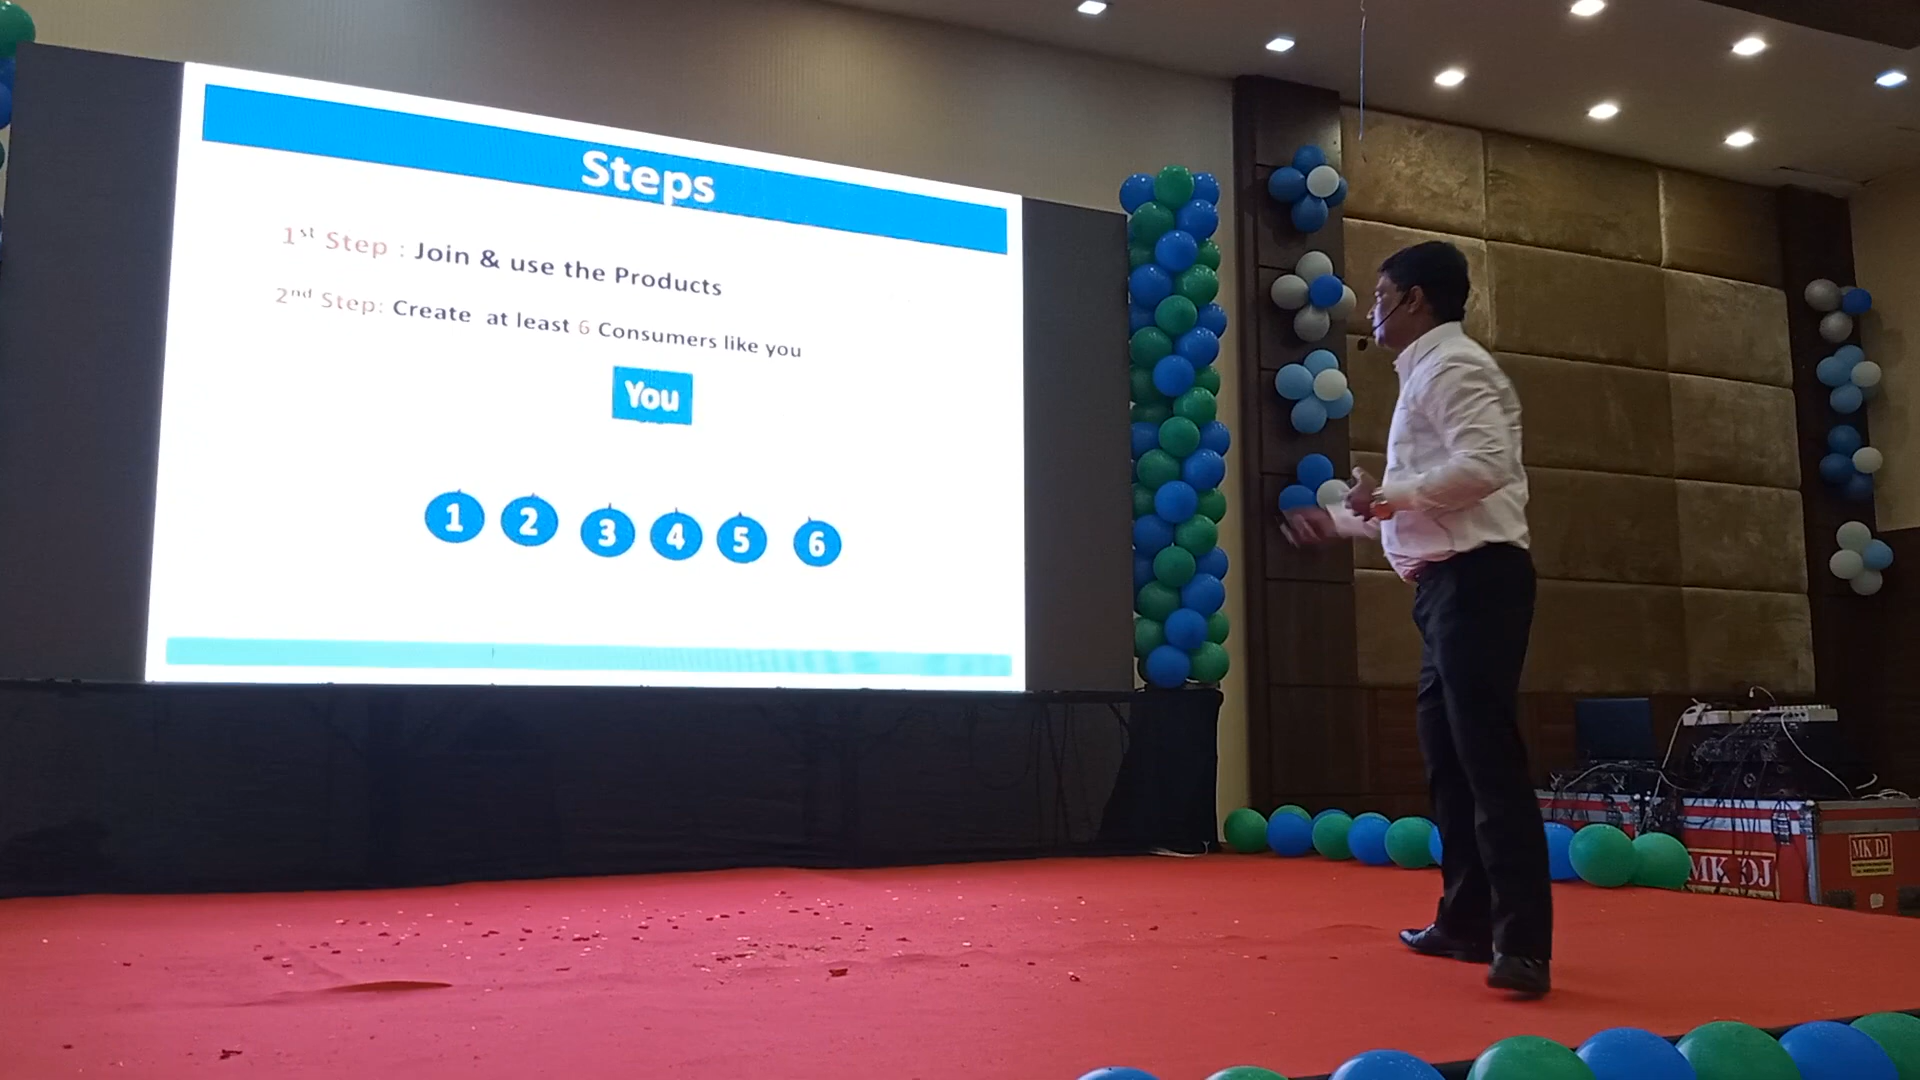 Steps
1st Step : Join & use the Products
2nd Step: Create at least 6 Consumers like you
You
1 2 3 4 5 6
MK DJ
MK DJ